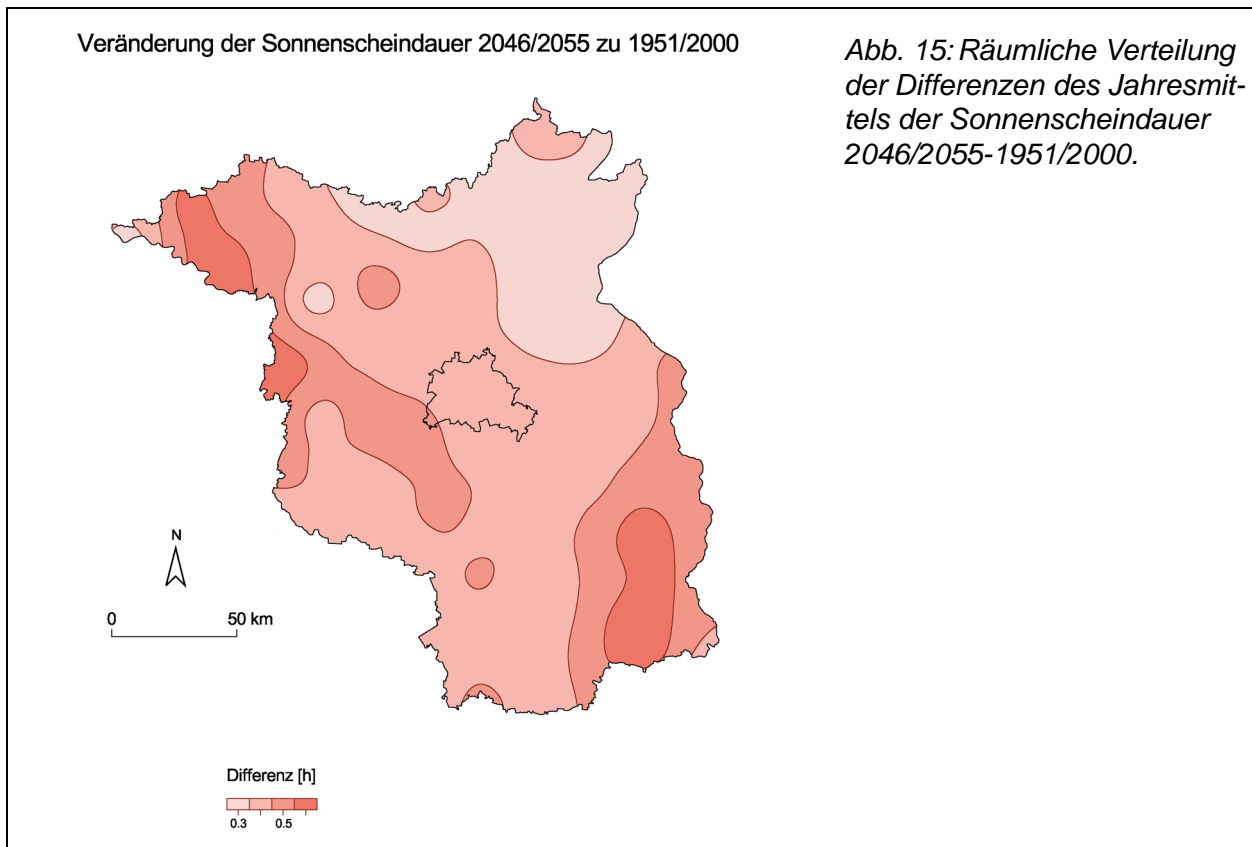 Veränderung der Sonnenscheindauer 2046/2055 zu 1951/2000
Abb. 15: Räumliche Verteilung
der Differenzen des Jahresmit-
tels der Sonnenscheindauer
2046/2055-1951/2000.
N
0 50 km
Differenz [h]
0.3 0.5